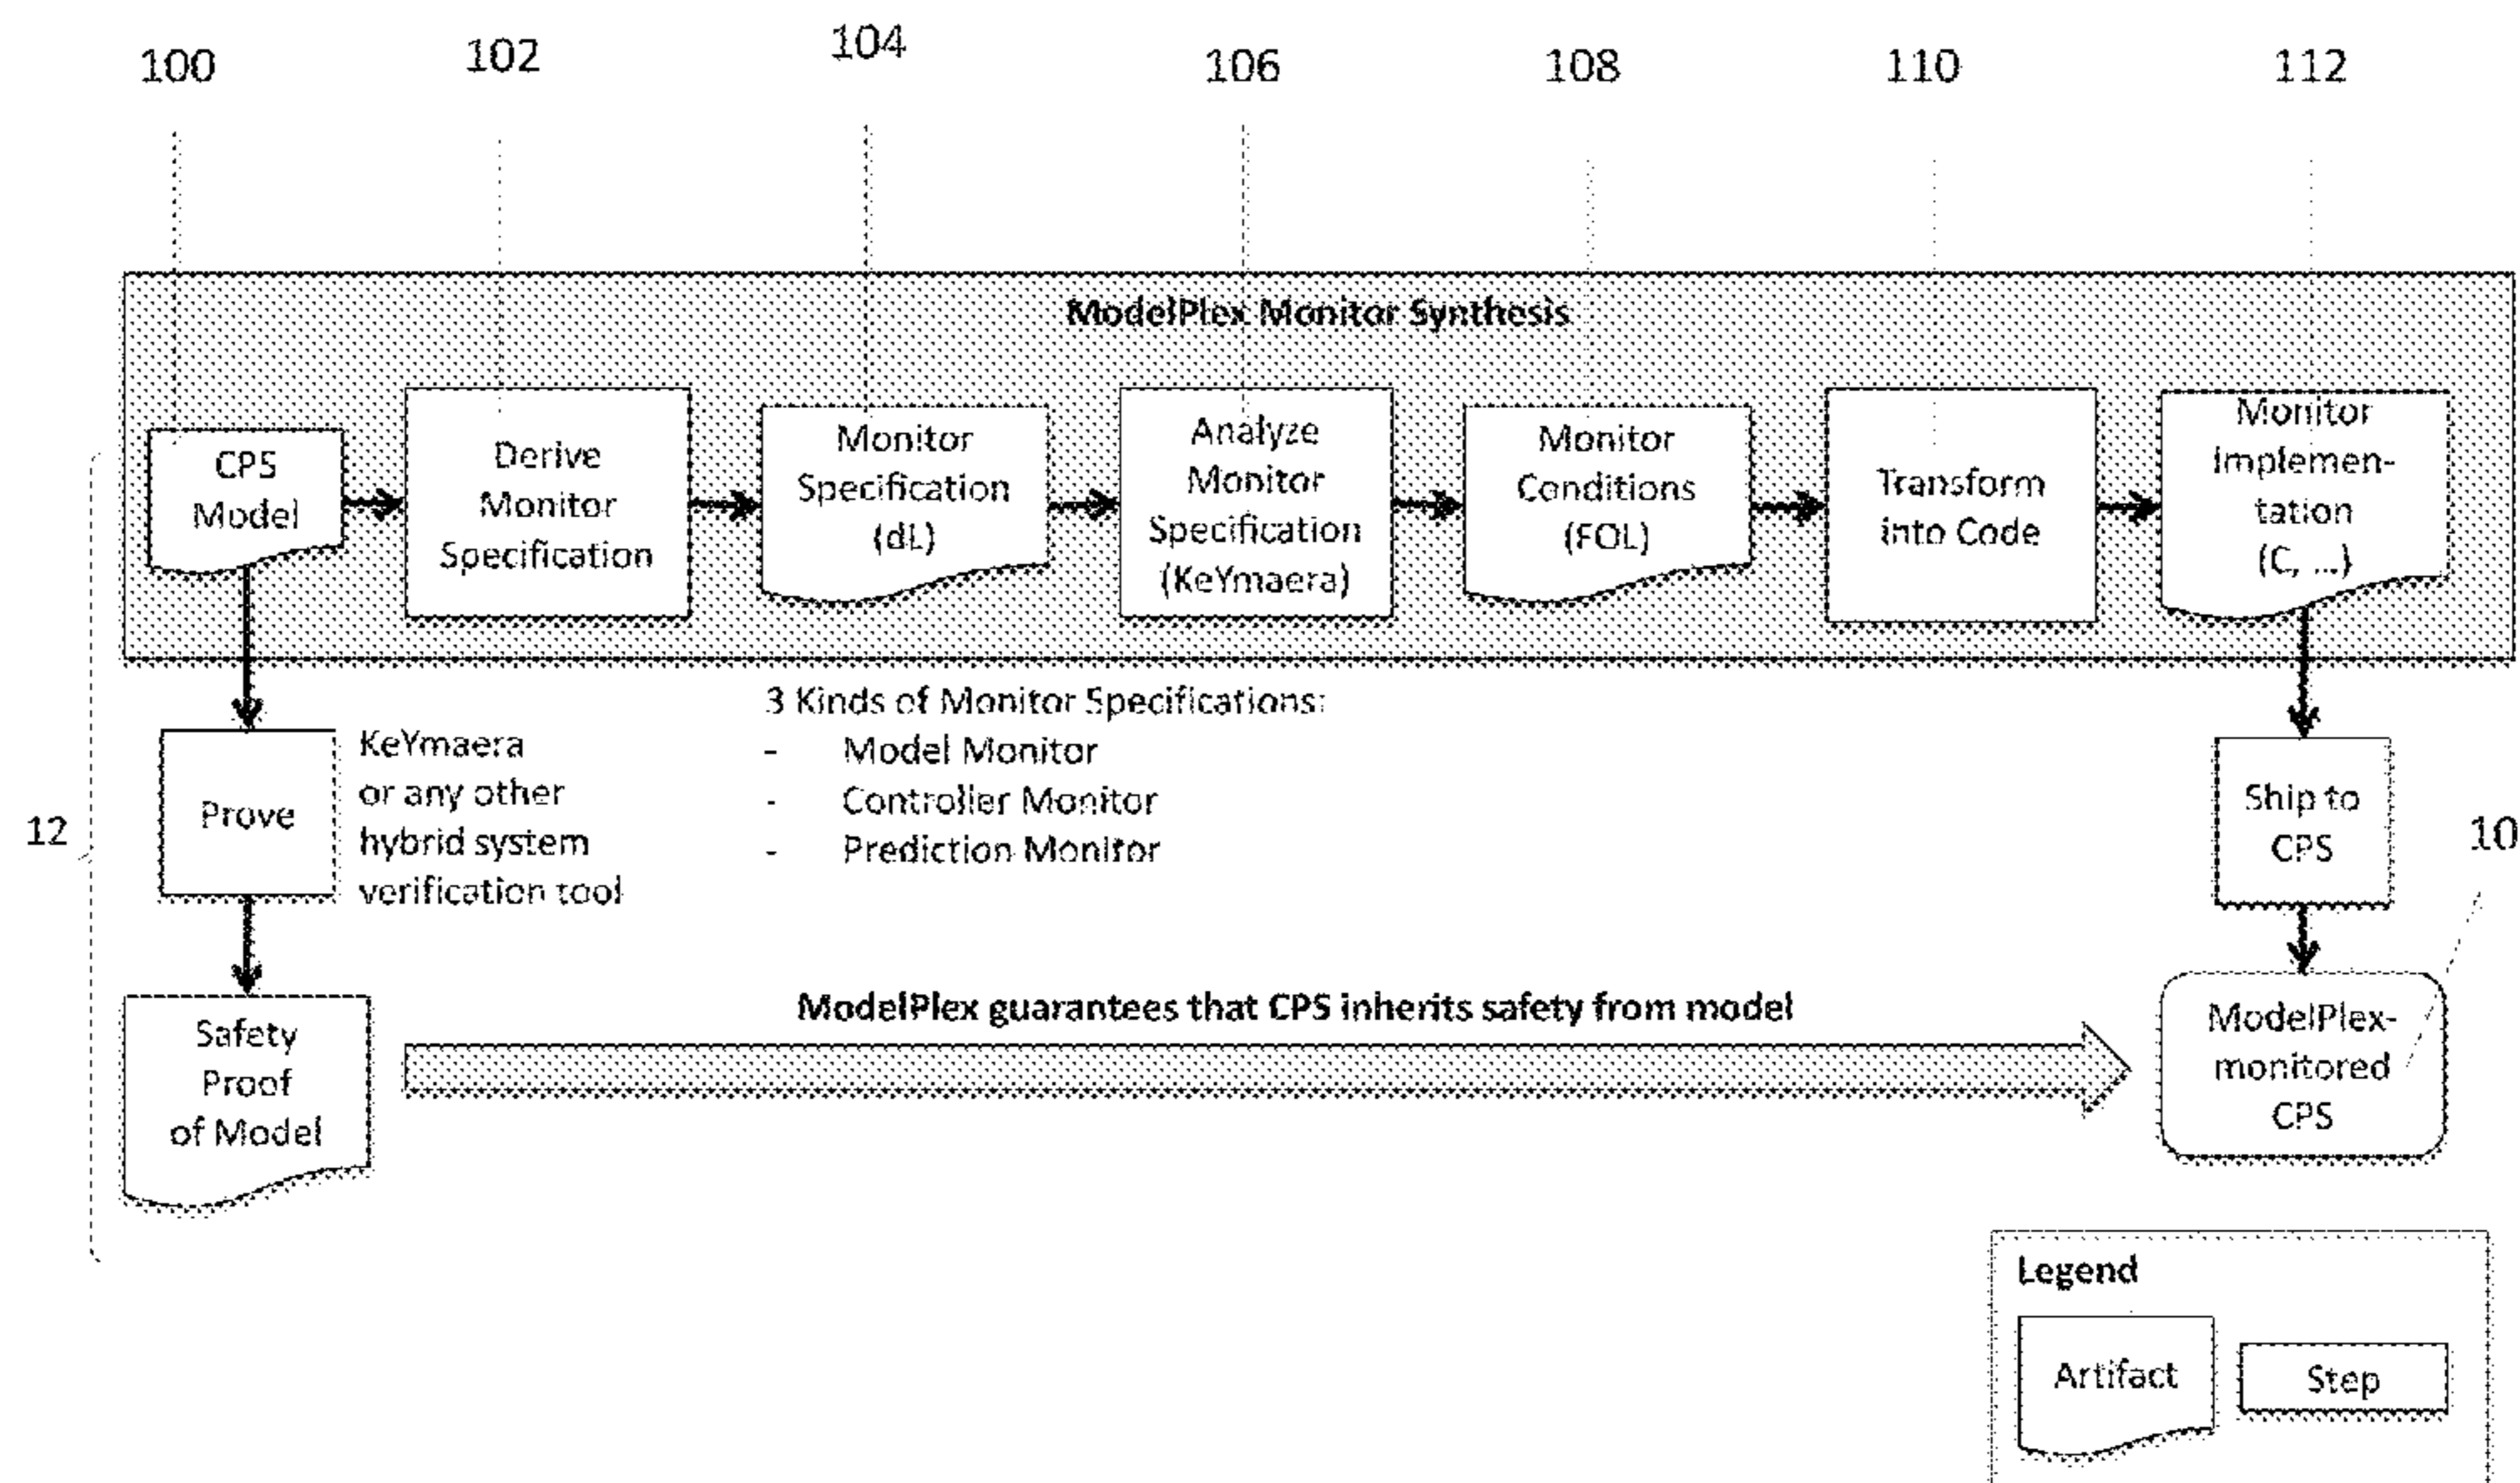 100
102
104
106
108
110
112
ModelPlex Monitor Synthesis
CPS
Model
Derive
Monitor
Specification
Monitor
Specification
(dL)
Analyze
Monitor
Specification
(KeYmaera)
Monitor
Conditions
(FOL)
Transform
into Code
Monitor
Implemen-
tation
(C, ...)
12
Prove
KeYmaera
or any other
hybrid system
verification tool
3 Kinds of Monitor Specifications:
- Model Monitor
- Controller Monitor
- Prediction Monitor
Ship to
CPS
10
Safety
Proof
of Model
ModelPlex guarantees that CPS inherits safety from model
ModelPlex-
monitored
CPS
Legend
Artifact
Step